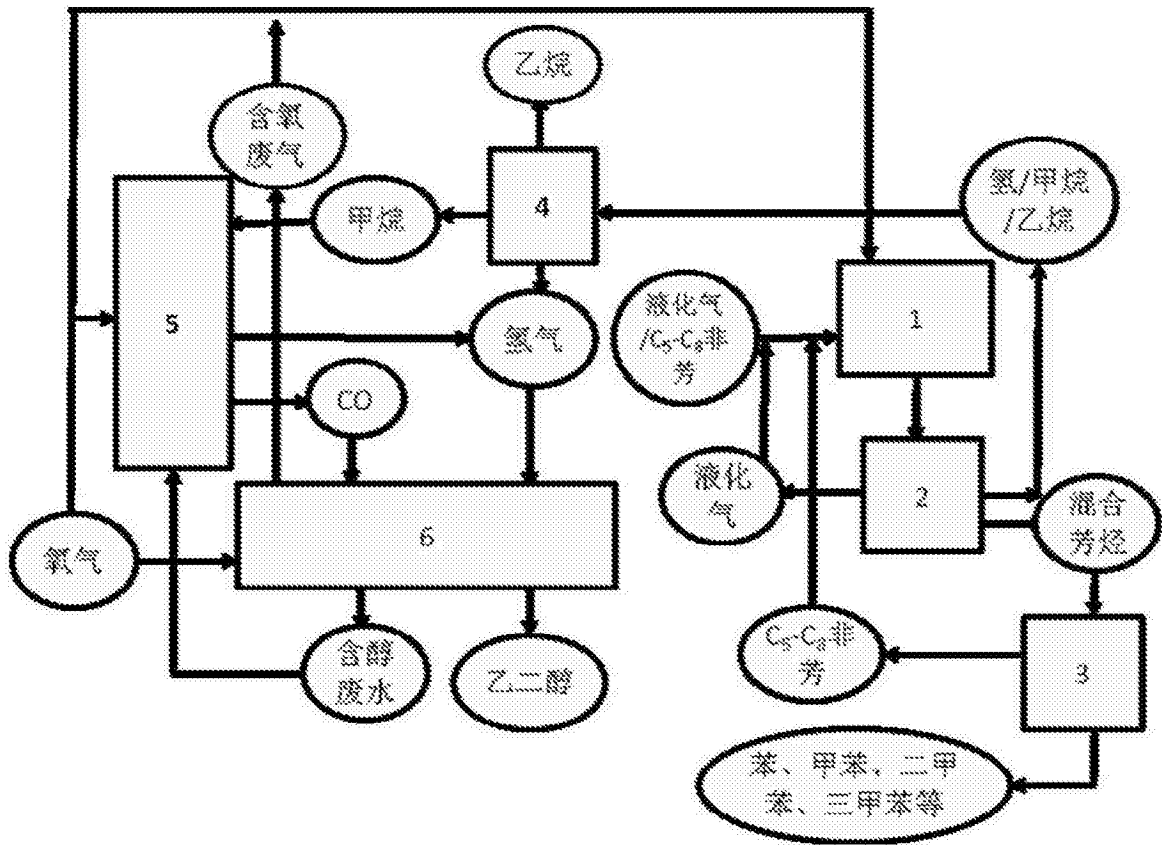 乙烷
含氧
废气
氢/甲烷
/乙烷
甲烷
4
5
液化气
/C₅-C₈非
芳
1
氢气
CO
液化
气
2
混合
芳烃
6
氧气
C₅-C₈非
芳
3
含醇
废水
乙二醇
苯、甲苯、二甲
苯、三甲苯等